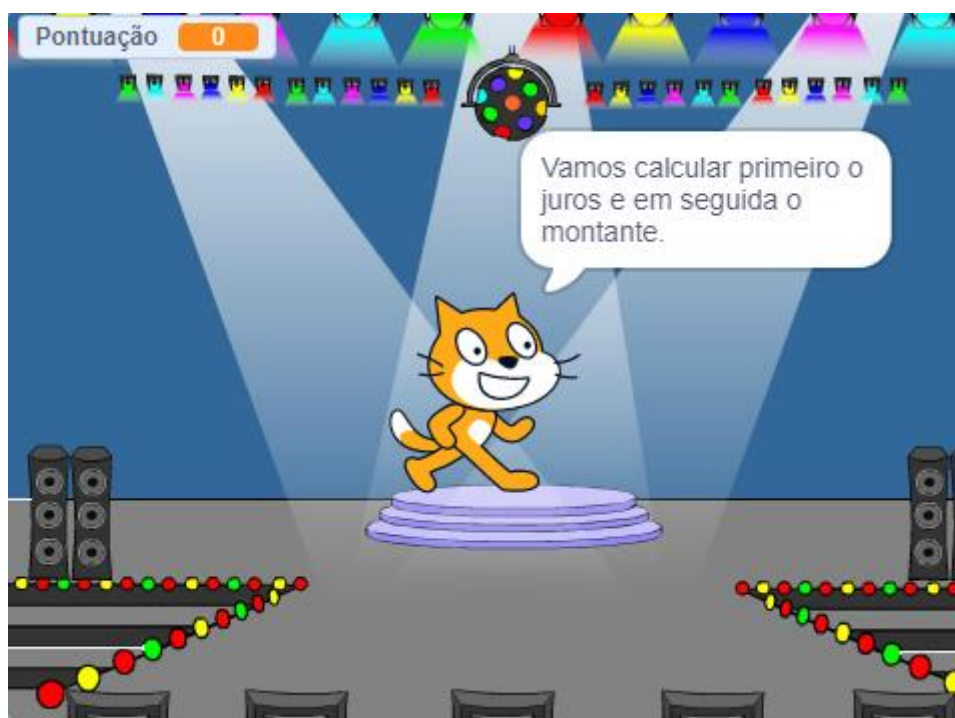 Pontuação 0
Vamos calcular primeiro o
juros e em seguida o
montante.